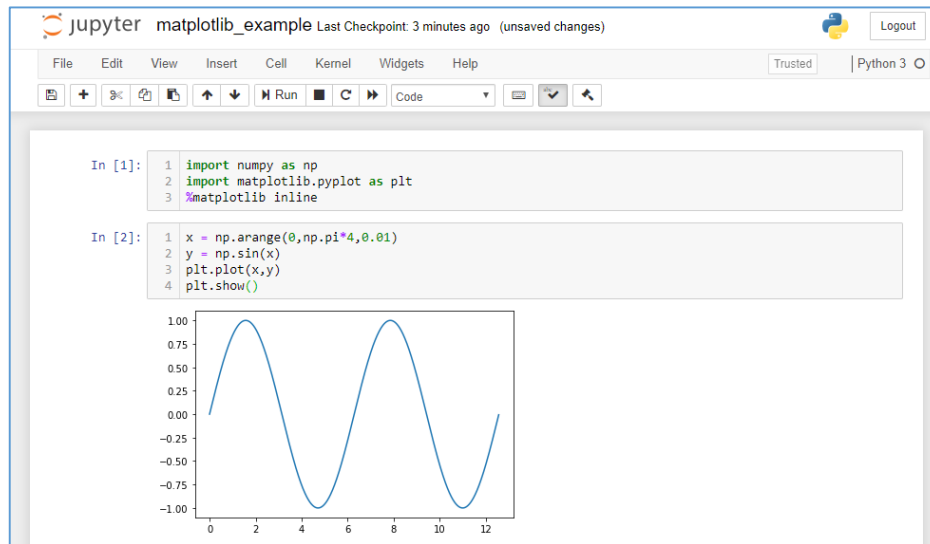 jupyter matplotlib_example Last Checkpoint: 3 minutes ago (unsaved changes)
Logout
File Edit View Insert Cell Kernel Widgets Help
Trusted
Python 3
Run
Code
In [1]:
1 import numpy as np
2 import matplotlib.pyplot as plt
3 %matplotlib inline
In [2]:
1 x = np.arange(0,np.pi*4,0.01)
2 y = np.sin(x)
3 plt.plot(x,y)
4 plt.show()
1.00
0.75
0.50
0.25
0.00
−0.25
−0.50
−0.75
−1.00
0 2 4 6 8 10 12